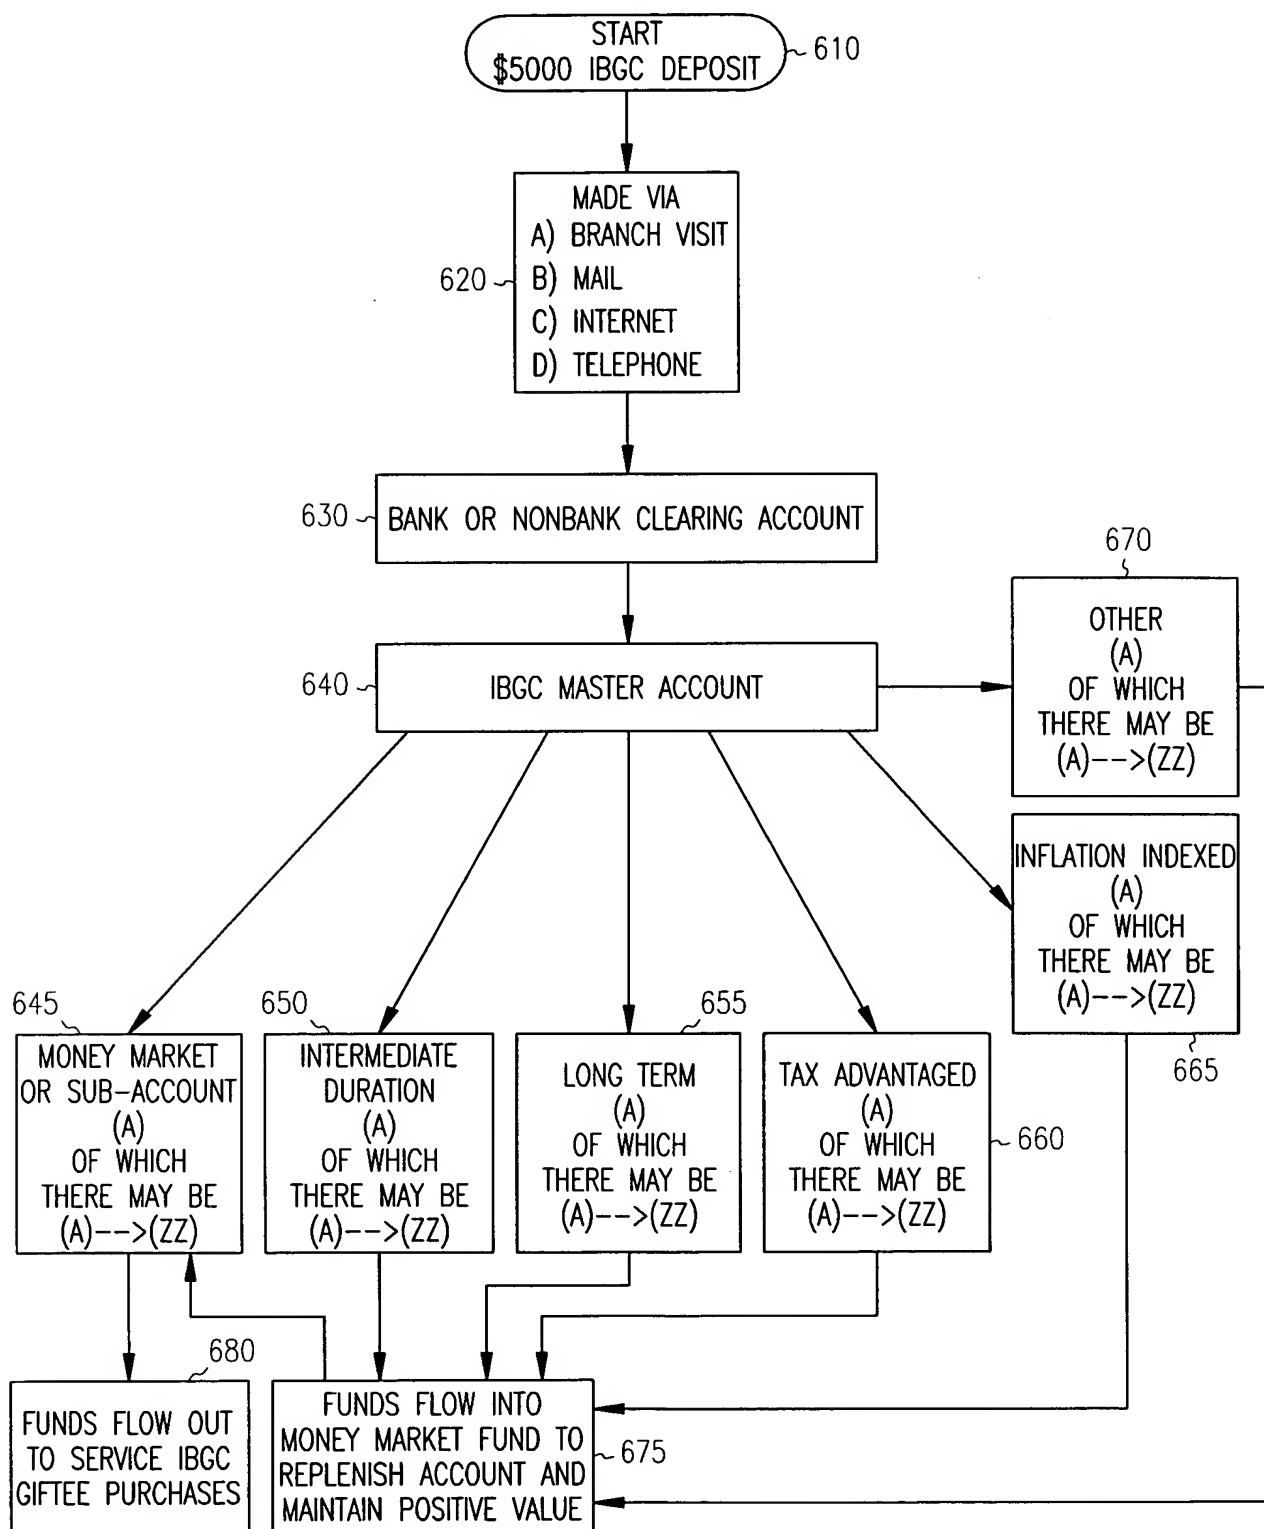 START
$5000 IBGC DEPOSIT
610
MADE VIA
A) BRANCH VISIT
B) MAIL
C) INTERNET
D) TELEPHONE
620
630
BANK OR NONBANK CLEARING ACCOUNT
640
IBGC MASTER ACCOUNT
670
OTHER
(A)
OF WHICH
THERE MAY BE
(A)-->(ZZ)
INFLATION INDEXED
(A)
OF WHICH
THERE MAY BE
(A)-->(ZZ)
665
645
MONEY MARKET
OR SUB-ACCOUNT
(A)
OF WHICH
THERE MAY BE
(A)-->(ZZ)
650
INTERMEDIATE
DURATION
(A)
OF WHICH
THERE MAY BE
(A)-->(ZZ)
655
LONG TERM
(A)
OF WHICH
THERE MAY BE
(A)-->(ZZ)
TAX ADVANTAGED
(A)
OF WHICH
THERE MAY BE
(A)-->(ZZ)
660
680
FUNDS FLOW OUT
TO SERVICE IBGC
GIFTEE PURCHASES
FUNDS FLOW INTO
MONEY MARKET FUND TO
REPLENISH ACCOUNT AND
MAINTAIN POSITIVE VALUE
675